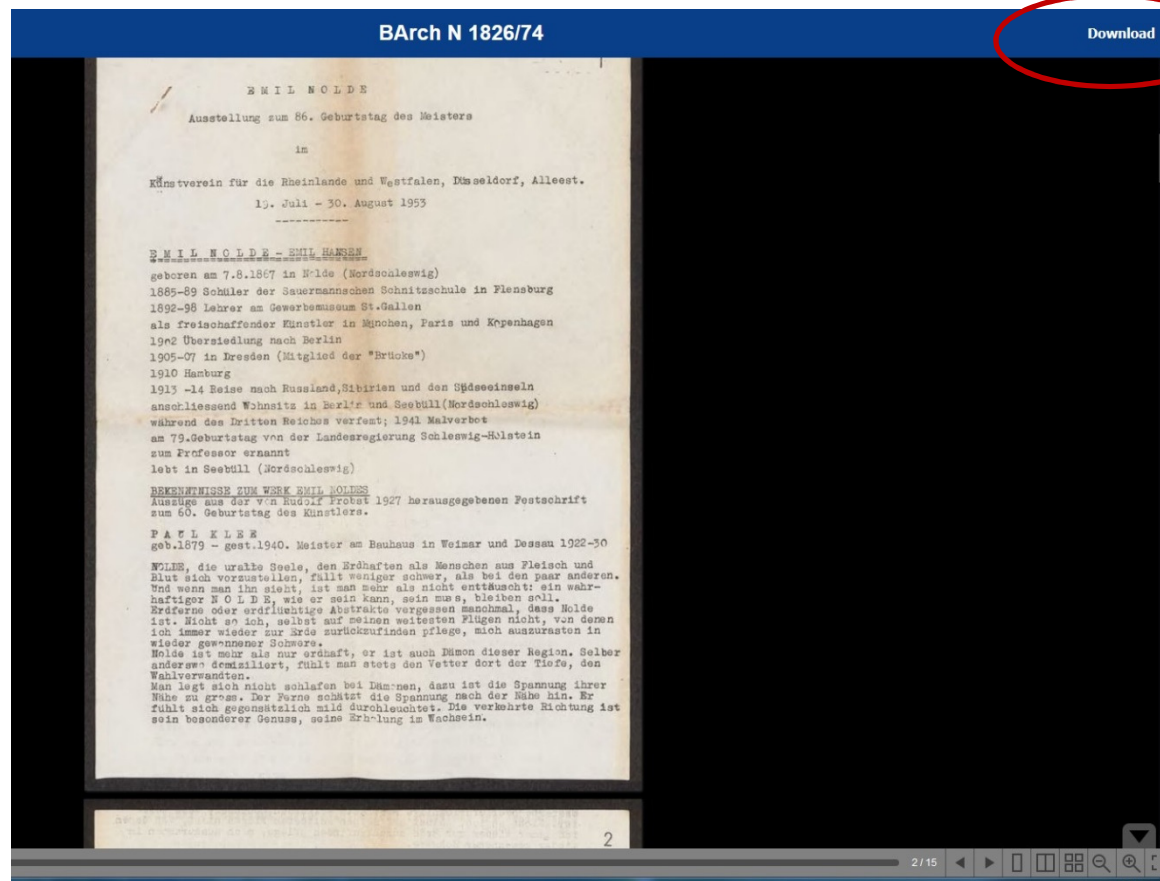 BArch N 1826/74
Download
1
E M I L N O L D E
Ausstellung zum 86. Geburtstag des Meisters
im
Künstverein für die Rheinlande und Westfalen, Düsseldorf, Alleest.
19. Juli - 30. August 1953
-----------
E M I L N O L D E - EMIL HANSEN
geboren am 7.8.1867 in Nolde (Nordschleswig)
1885-89 Schüler der Sauermannschen Schnitzschule in Flensburg
1892-98 Lehrer am Gewerbemuseum St.Gallen
als freischaffender Künstler in München, Paris und Kopenhagen
1902 Übersiedlung nach Berlin
1905-07 in Dresden (Mitglied der "Brücke")
1910 Hamburg
1913 -14 Reise nach Russland,Sibirien und den Südseeinseln
anschliessend Wohnsitz in Berlin und Seebüll(Nordschleswig)
während des Dritten Reiches verfemt; 1941 Malverbot
am 79.Geburtstag von der Landesregierung Schleswig-Holstein
zum Professor ernannt
lebt in Seebüll (Nordschleswig)
BEKENNTNISSE ZUM WERK EMIL NOLDES
Auszüge aus der von Rudolf Probst 1927 herausgegebenen Festschrift
zum 60. Geburtstag des Künstlers.
P A U L K L E E
geb.1879 - gest.1940. Meister am Bauhaus in Weimar und Dessau 1922-30
NOLDE, die uralte Seele, den Erdhaften als Menschen aus Fleisch und
Blut sich vorzustellen, fällt weniger schwer, als bei den paar anderen.
Und wenn man ihn sieht, ist man mehr als nicht enttäuscht: ein wahr-
haftiger N O L D E, wie er sein kann, sein muss, bleiben soll.
Erdferne oder erdflüchtige Abstrakte vergessen manchmal, dass Nolde
ist. Nicht so ich, selbst auf meinen weitesten Flügen nicht, von denen
ich immer wieder zur Erde zurückzufinden pflege, mich auszurasten in
wieder gewonnener Schwere.
Nolde ist mehr als nur erdhaft, er ist auch Dämon dieser Region. Selber
anderswo domiziliert, fühlt man stets den Vetter dort der Tiefe, den
Wahlverwandten.
Man legt sich nicht schlafen bei Dämonen, dazu ist die Spannung ihrer
Nähe zu gross. Der Ferne schätzt die Spannung nach der Nähe hin. Er
fühlt sich gegensätzlich mild durchleuchtet. Die verkehrte Richtung ist
sein besonderer Genuss, seine Erholung im Wachsein.
2
2/15